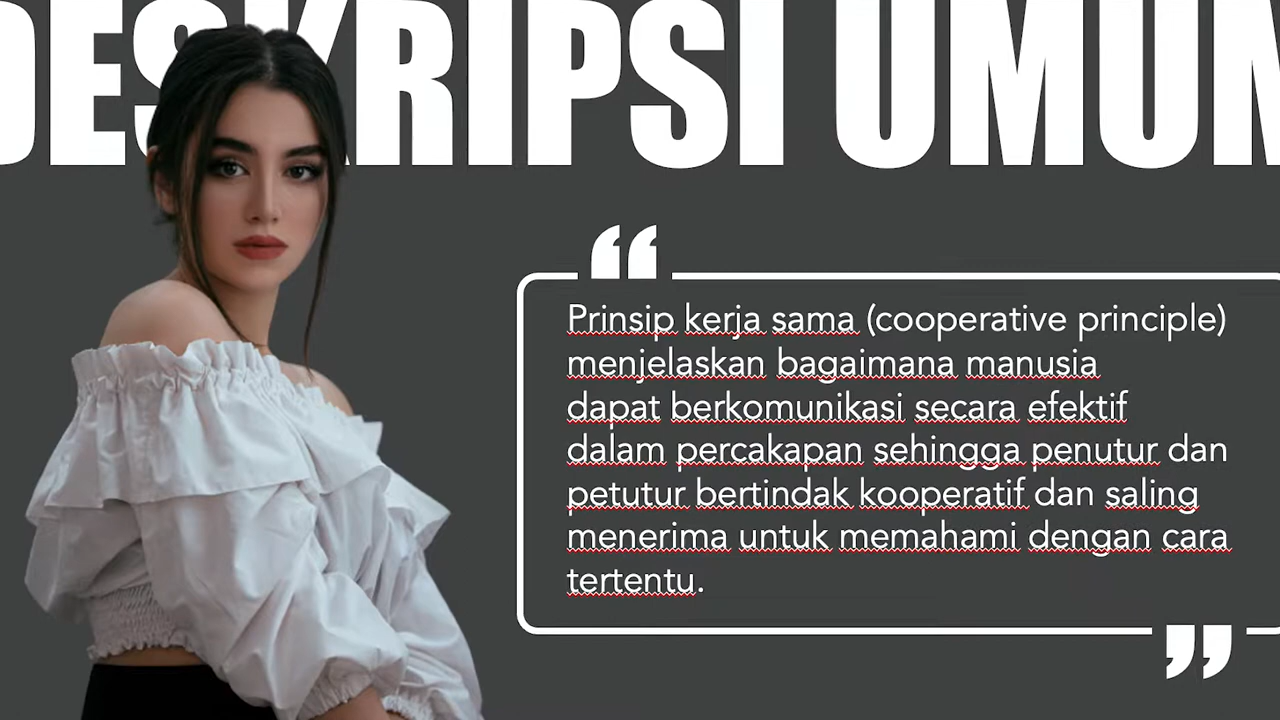 DESKRIPSI UMUM
“
Prinsip kerja sama (cooperative principle)
menjelaskan bagaimana manusia
dapat berkomunikasi secara efektif
dalam percakapan sehingga penutur dan
petutur bertindak kooperatif dan saling
menerima untuk memahami dengan cara
tertentu.
”